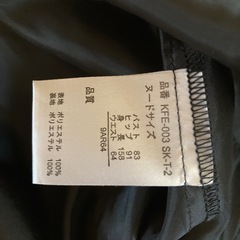 品番 KFE-003 SK-T-2
ヌードサイズ
バスト 83
ヒップ 91
身長 158
ウエスト 64
9AR64
品質
表地 ポリエステル 100%
裏地 ポリエステル 100%